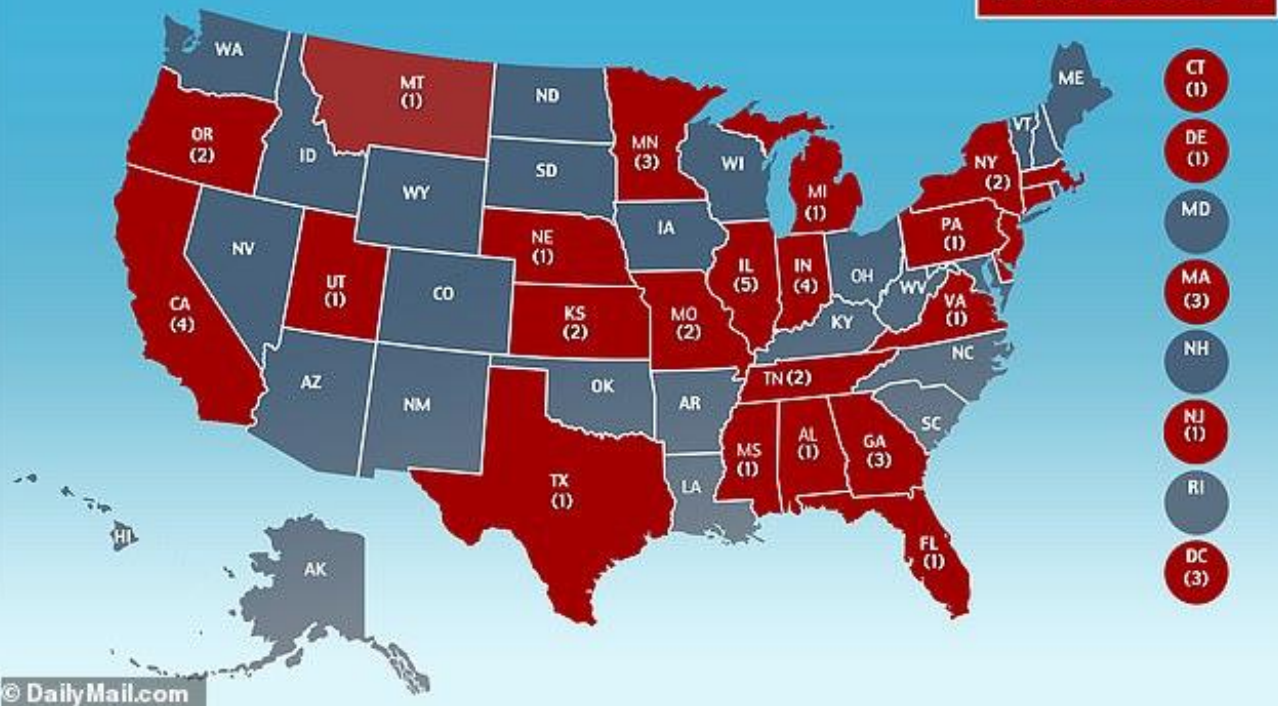 WA
MT
(1)
ND
MN
(3)
ME
CT
(1)
OR
(2)
ID
SD
WI
VT
NY
(2)
DE
(1)
WY
MI
(1)
MD
NV
NE
(1)
IA
PA
(1)
CA
(4)
UT
(1)
CO
KS
(2)
MO
(2)
IL
(5)
IN
(4)
OH
WV
VA
(1)
MA
(3)
KY
NC
NH
AZ
NM
OK
AR
TN (2)
SC
NJ
(1)
MS
(1)
AL
(1)
GA
(3)
TX
(1)
LA
RI
HI
AK
FL
(1)
DC
(3)
© DailyMail.com